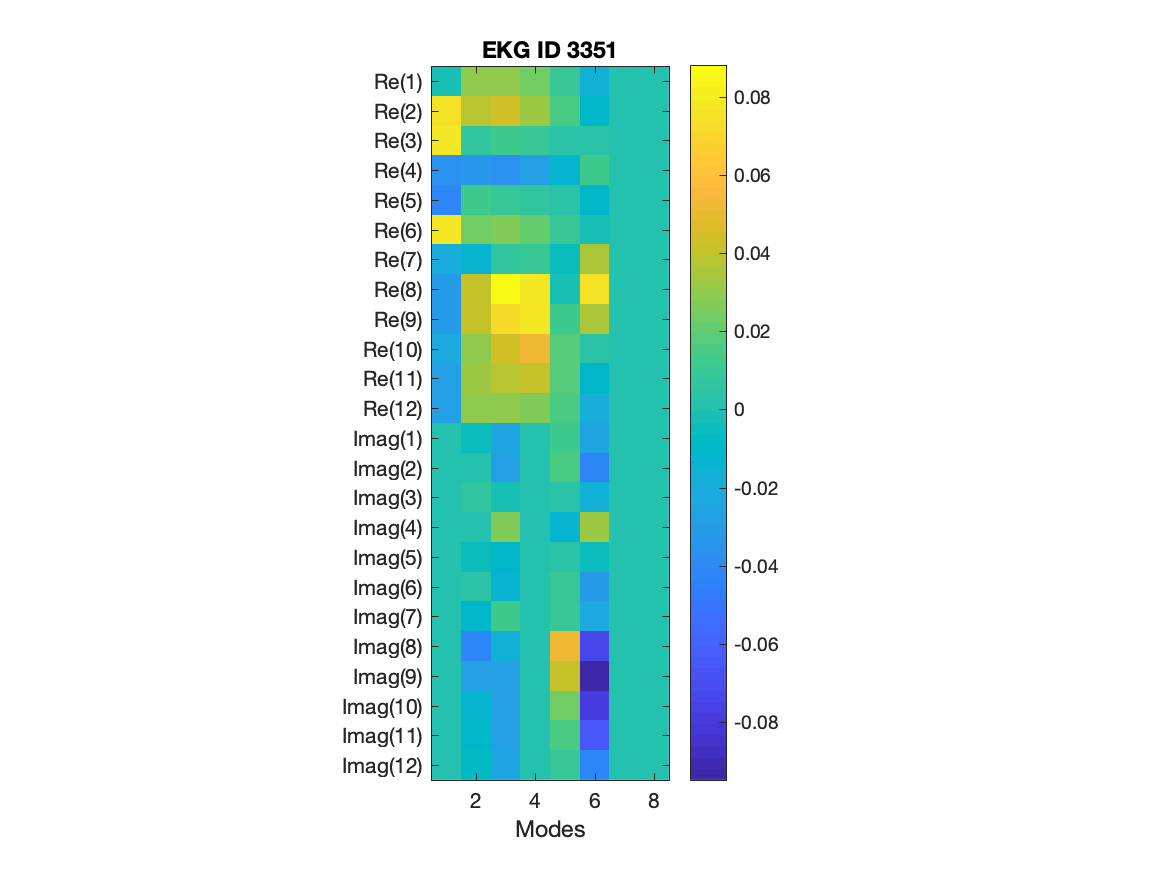 EKG ID 3351
Re(1)
Re(2)
Re(3)
Re(4)
Re(5)
Re(6)
Re(7)
Re(8)
Re(9)
Re(10)
Re(11)
Re(12)
Imag(1)
Imag(2)
Imag(3)
Imag(4)
Imag(5)
Imag(6)
Imag(7)
Imag(8)
Imag(9)
Imag(10)
Imag(11)
Imag(12)
2 4 6 8
Modes
0.08
0.06
0.04
0.02
0
-0.02
-0.04
-0.06
-0.08